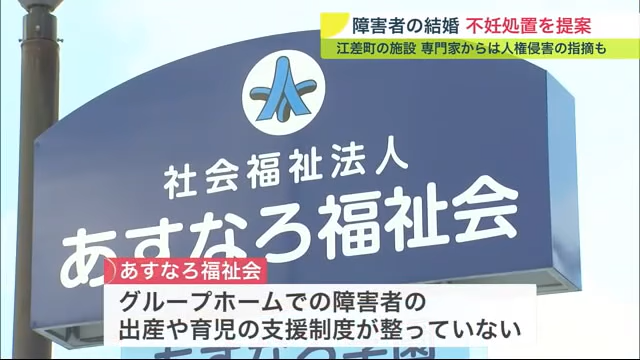 障害者の結婚 不妊処置を提案
江差町の施設 専門家からは人権侵害の指摘も
社会福祉法人
あすなろ福祉会
あすなろ福祉会
グループホームでの障害者の
出産や育児の支援制度が整っていない